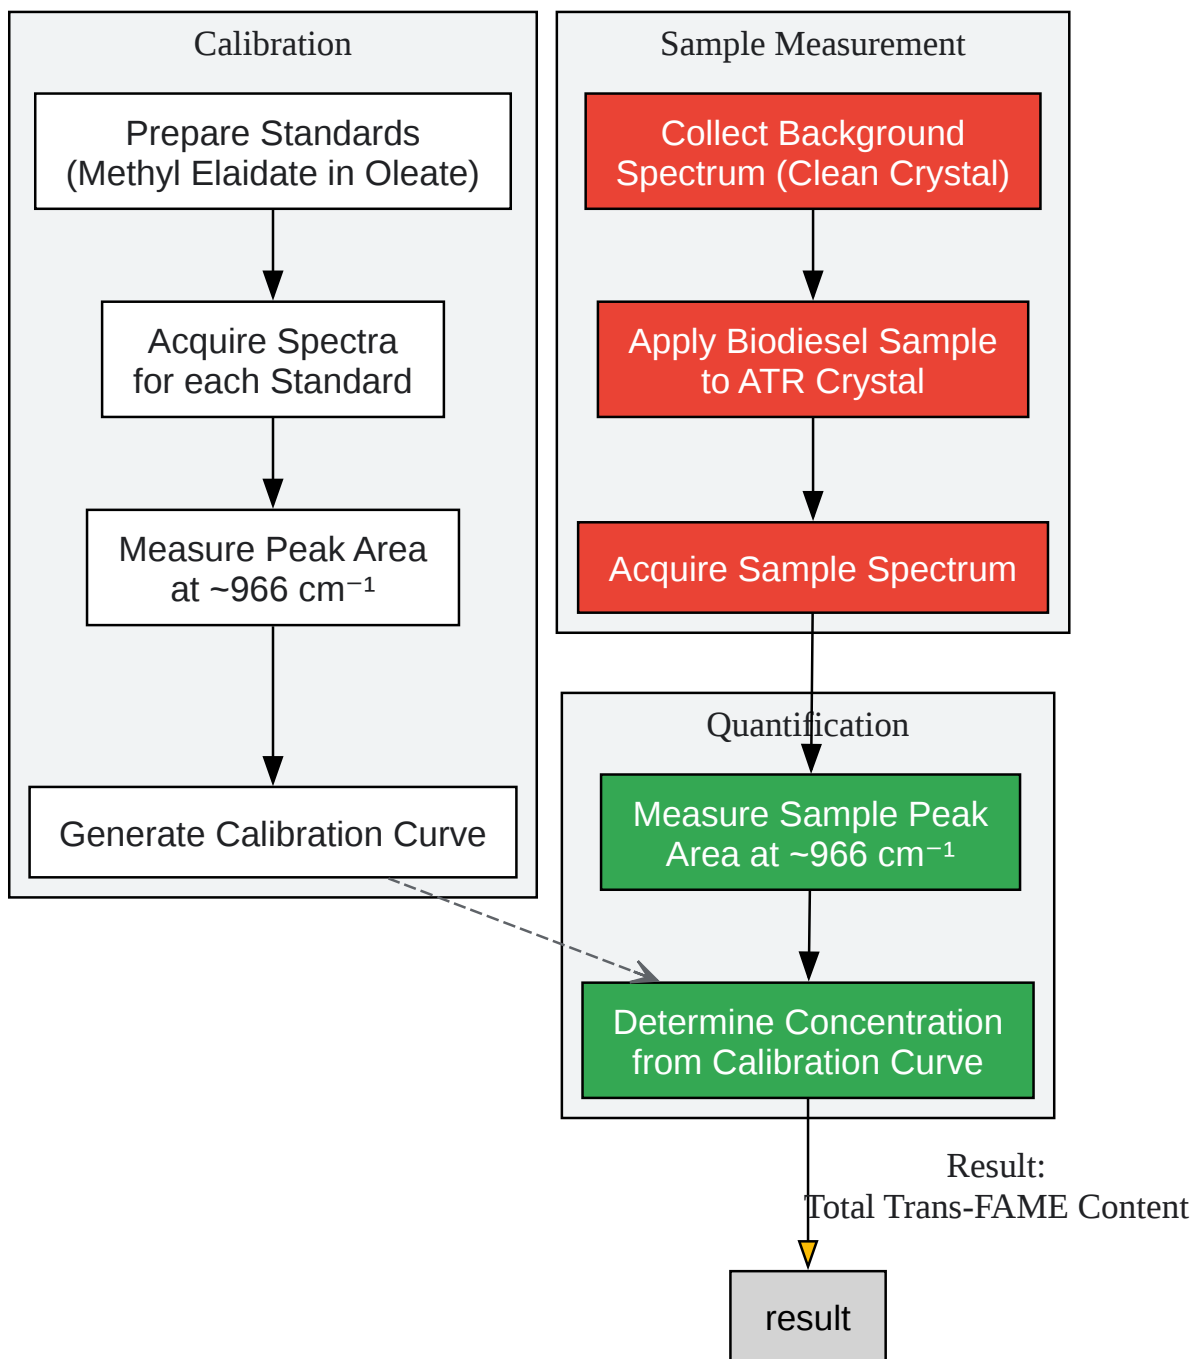 Calibration
Prepare Standards
(Methyl Elaidate in Oleate)
Acquire Spectra
for each Standard
Measure Peak Area
at ~966 cm⁻¹
Generate Calibration Curve
Sample Measurement
Collect Background
Spectrum (Clean Crystal)
Apply Biodiesel Sample
to ATR Crystal
Acquire Sample Spectrum
Quantification
Measure Sample Peak
Area at ~966 cm⁻¹
Determine Concentration
from Calibration Curve
Result:
Total Trans-FAME Content
result